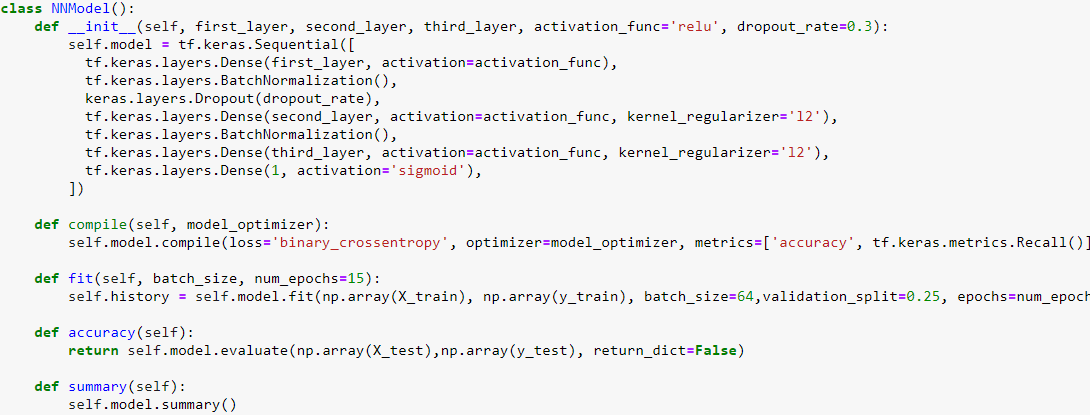 class NNModel():
    def __init__(self, first_layer, second_layer, third_layer, activation_func='relu', dropout_rate=0.3):
        self.model = tf.keras.Sequential([
          tf.keras.layers.Dense(first_layer, activation=activation_func),
          tf.keras.layers.BatchNormalization(),
          keras.layers.Dropout(dropout_rate),
          tf.keras.layers.Dense(second_layer, activation=activation_func, kernel_regularizer='l2'),
          tf.keras.layers.BatchNormalization(),
          tf.keras.layers.Dense(third_layer, activation=activation_func, kernel_regularizer='l2'),
          tf.keras.layers.Dense(1, activation='sigmoid'),
        ])
    def compile(self, model_optimizer):
        self.model.compile(loss='binary_crossentropy', optimizer=model_optimizer, metrics=['accuracy', tf.keras.metrics.Recall()]
    def fit(self, batch_size, num_epochs=15):
        self.history = self.model.fit(np.array(X_train), np.array(y_train), batch_size=64,validation_split=0.25, epochs=num_epoch
    def accuracy(self):
        return self.model.evaluate(np.array(X_test),np.array(y_test), return_dict=False)
    def summary(self):
        self.model.summary()